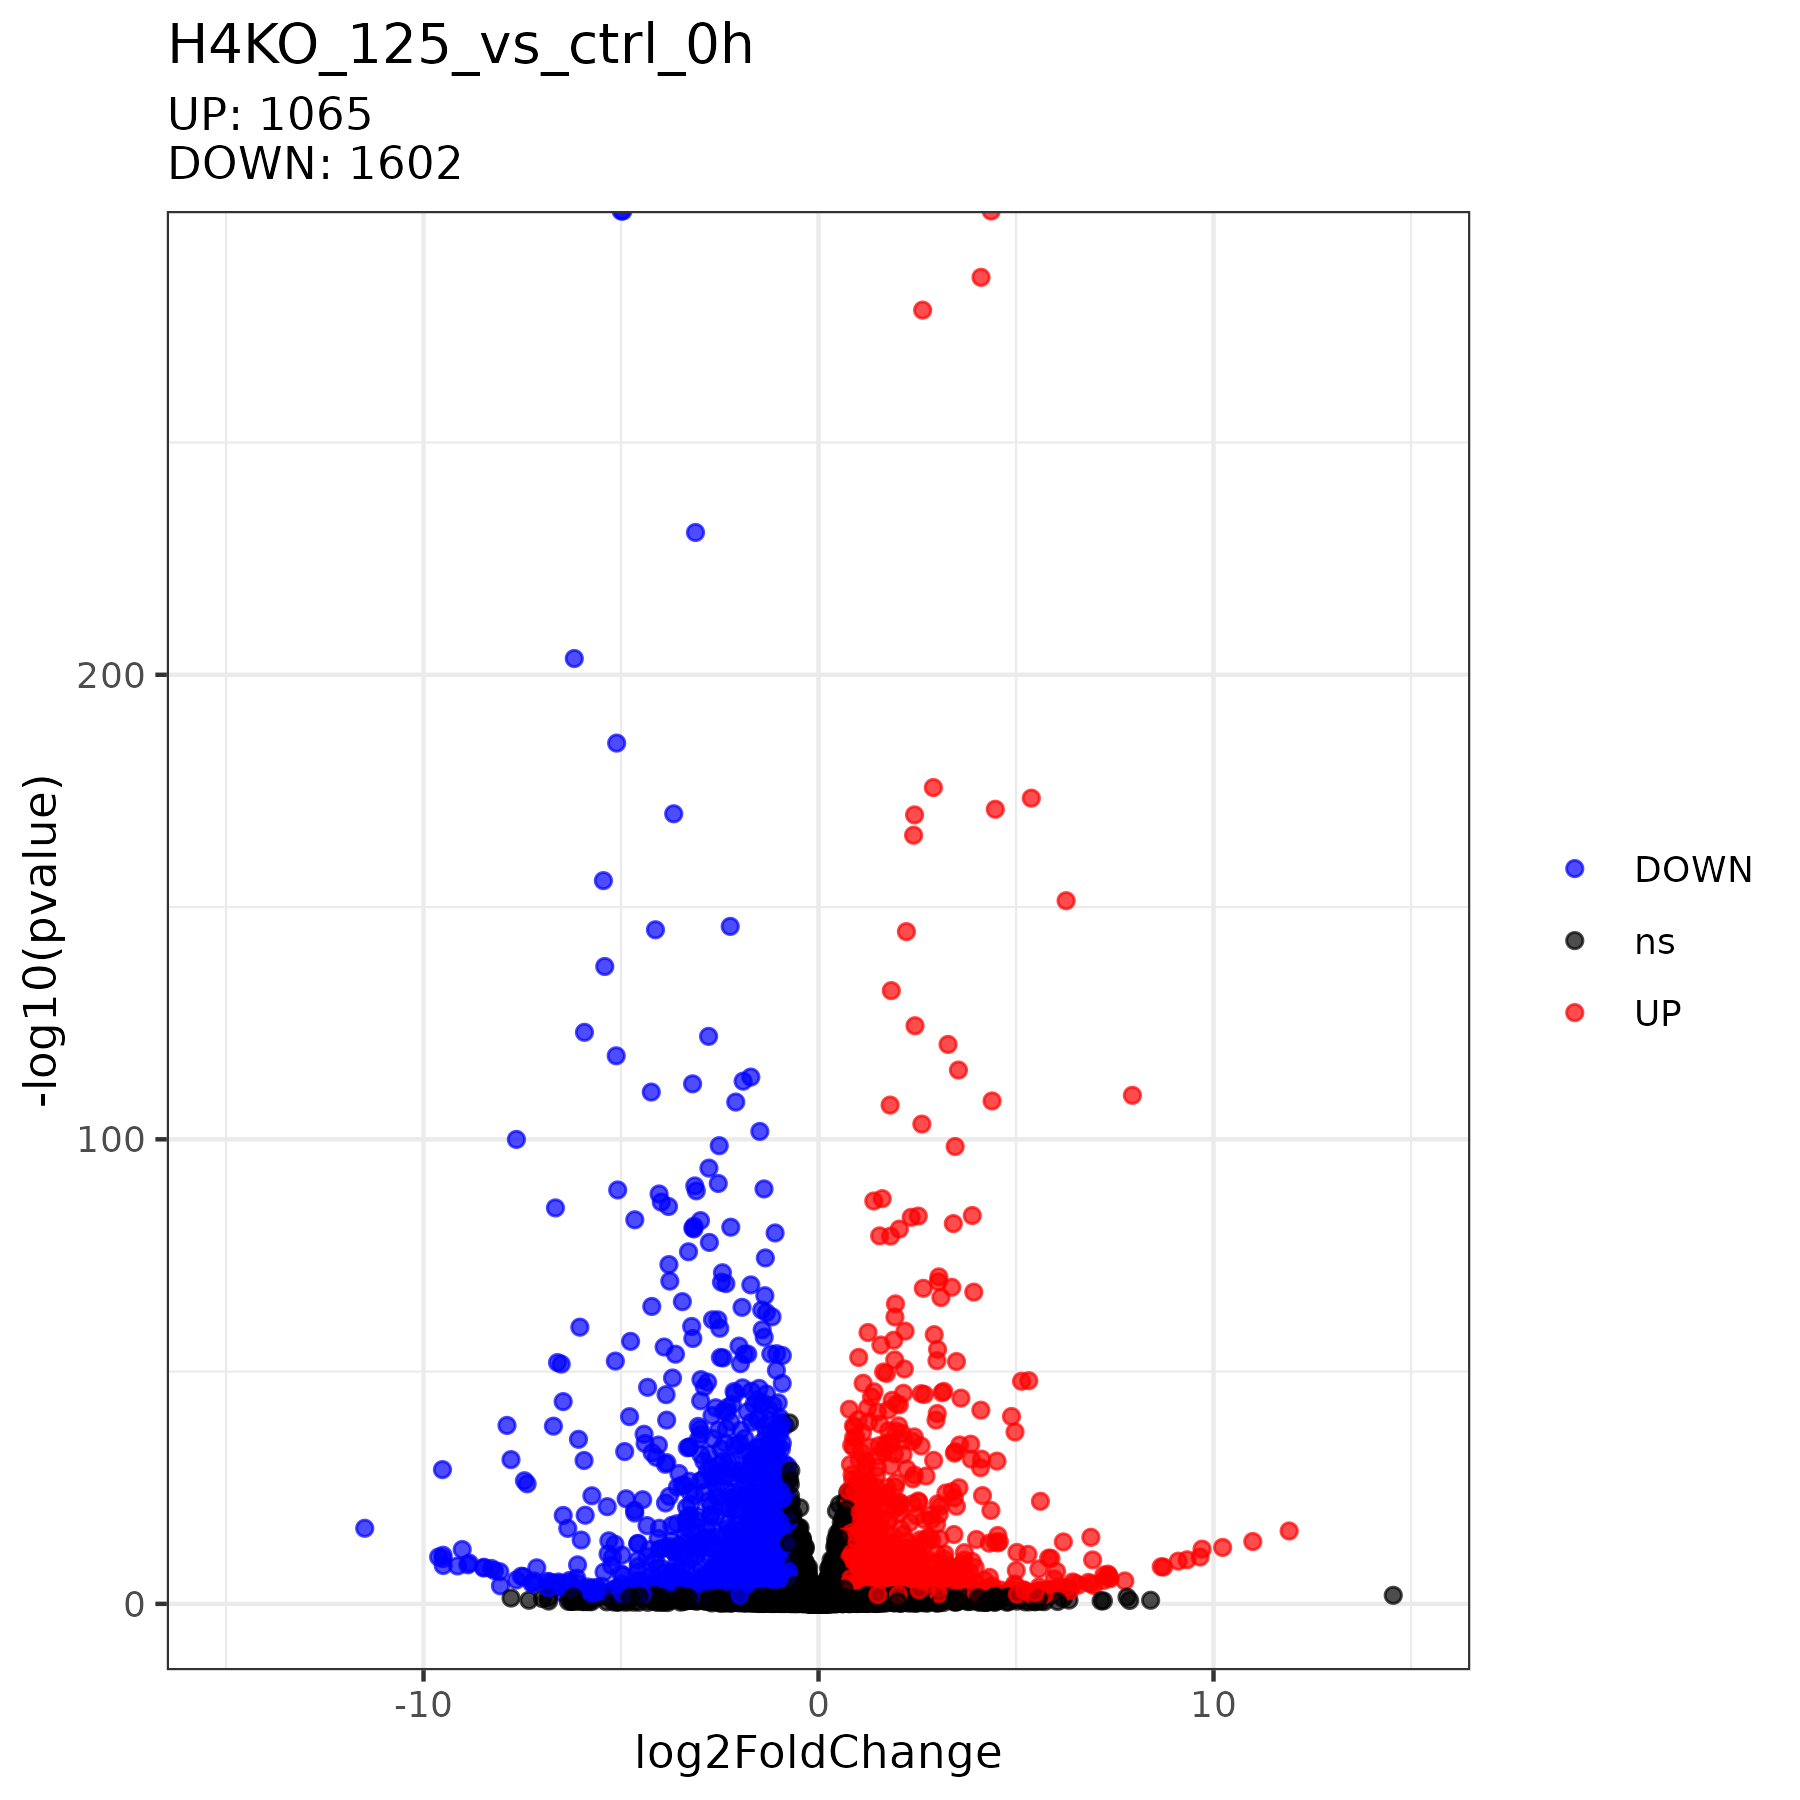 H4KO_125_vs_ctrl_0h
UP: 1065
DOWN: 1602
-log10(pvalue)
200
100
0
-10
0
10
log2FoldChange
DOWN
ns
UP